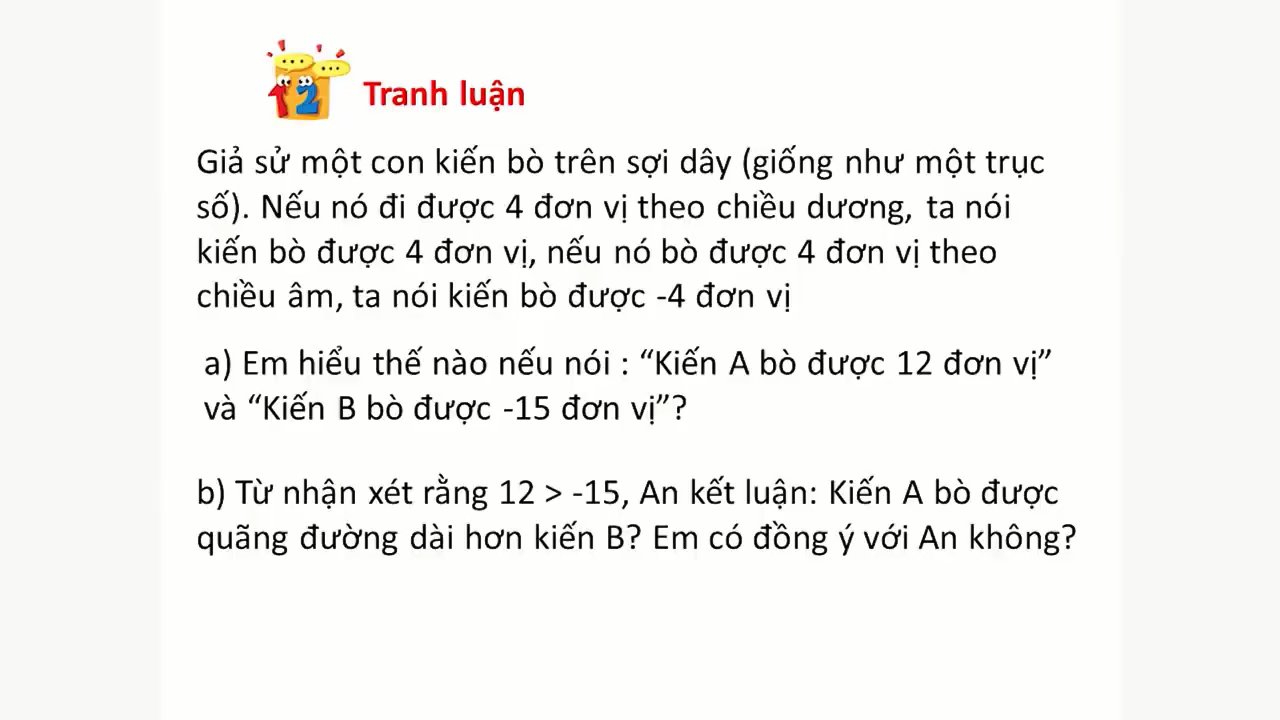 Tranh luận
Giả sử một con kiến bò trên sợi dây (giống như một trục
số). Nếu nó đi được 4 đơn vị theo chiều dương, ta nói
kiến bò được 4 đơn vị, nếu nó bò được 4 đơn vị theo
chiều âm, ta nói kiến bò được -4 đơn vị
a) Em hiểu thế nào nếu nói : “Kiến A bò được 12 đơn vị”
và “Kiến B bò được -15 đơn vị”?
b) Từ nhận xét rằng 12 > -15, An kết luận: Kiến A bò được
quãng đường dài hơn kiến B? Em có đồng ý với An không?